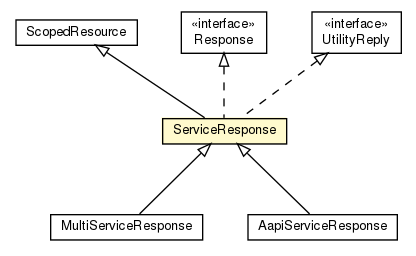 ScopedResource
«interface»
Response
«interface»
UtilityReply
ServiceResponse
MultiServiceResponse
AapiServiceResponse